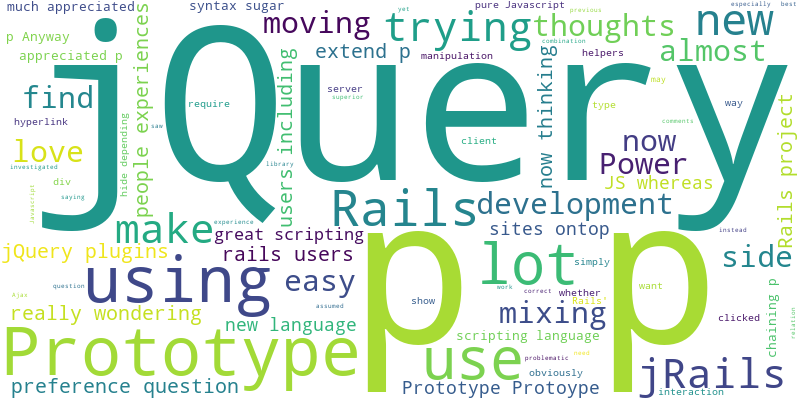 much appreciated
syntax sugar
yet
pure Javascript
previous
especially
best
p Anyway
moving
trying
thoughts
new
appreciated p
extend p
combination
manipulation
helpers
almost
find
jQuery
people experiences
users including
now thinking
server
superior
require
type
may
way
hyperlink
hide depending
saw
client
comments
now
Power
Rails project
love
investigated
library
div
saying
JS whereas
Javascript
make
experience
Rails
development
great scripting
sites ontop
instead
clicked
relation
jQuery plugins
rails users
using
easy
p p
lot
simply
side
question
work
correct
whether
want
chaining p
Ajax
assumed
show
Rails'
really wondering
new language
mixing
scripting language
Prototype
use
problematic
need
obviously
jRails
preference question
Prototype Protoype
interaction